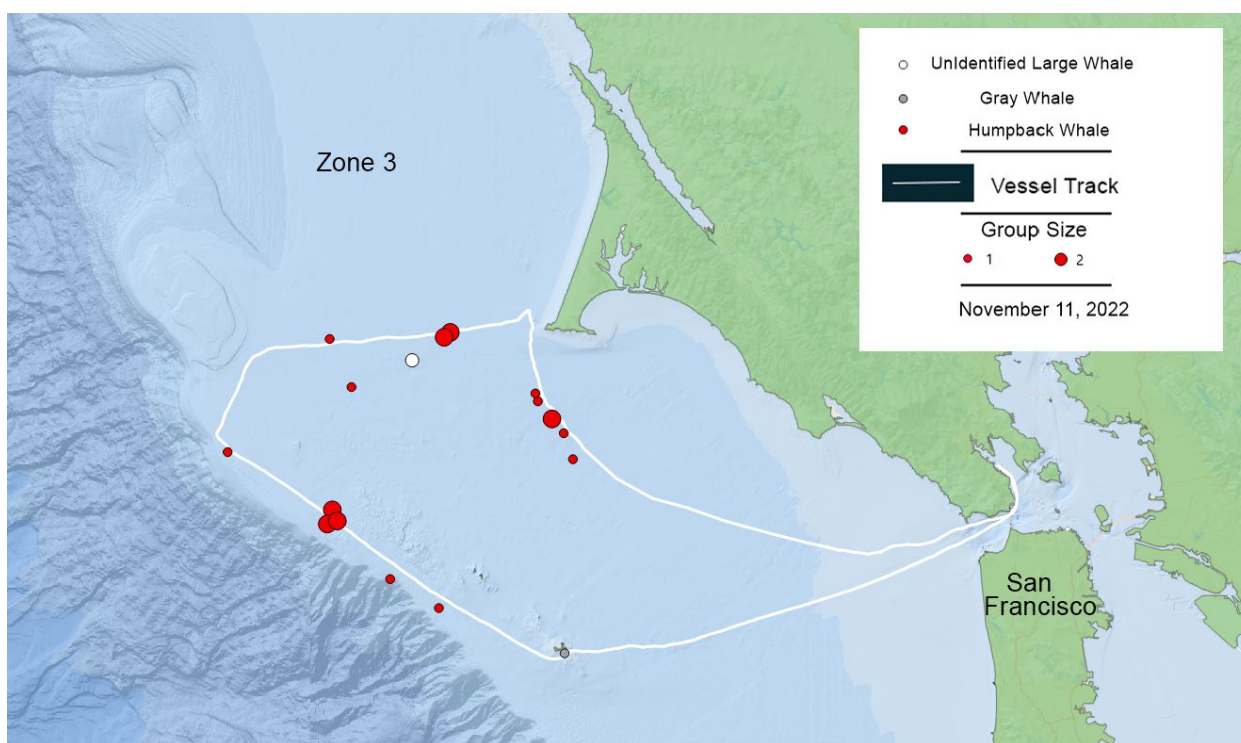 Zone 3
UnIdentified Large Whale
Gray Whale
Humpback Whale
Vessel Track
Group Size
1 2
November 11, 2022
San
Francisco